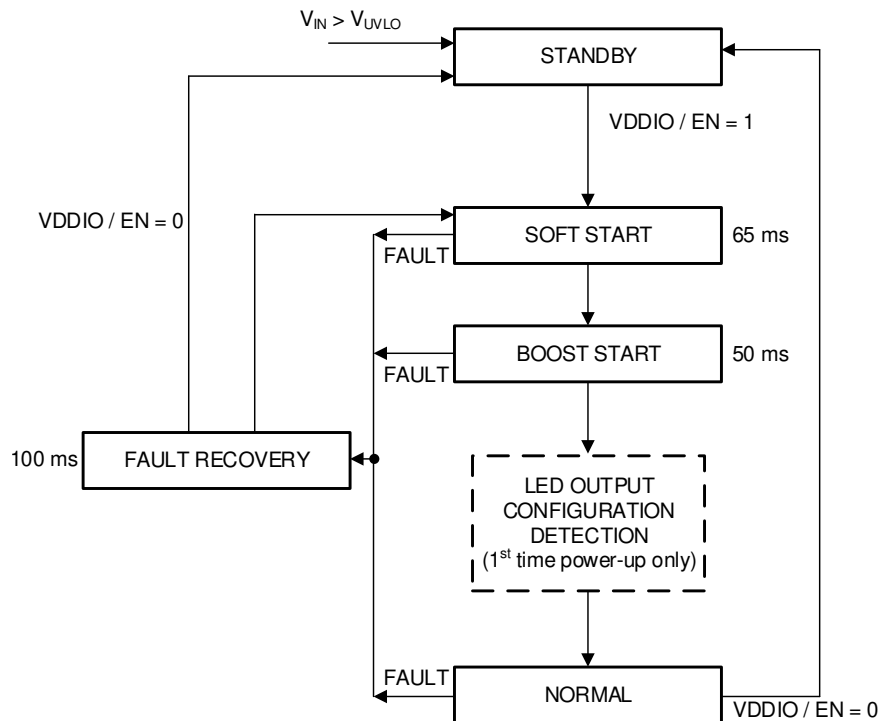 V_IN > V_UVLO
STANDBY
VDDIO / EN = 1
VDDIO / EN = 0
SOFT START
65 ms
FAULT
BOOST START
50 ms
FAULT
100 ms
FAULT RECOVERY
LED OUTPUT
CONFIGURATION
DETECTION
(1st time power-up only)
FAULT
NORMAL
VDDIO / EN = 0